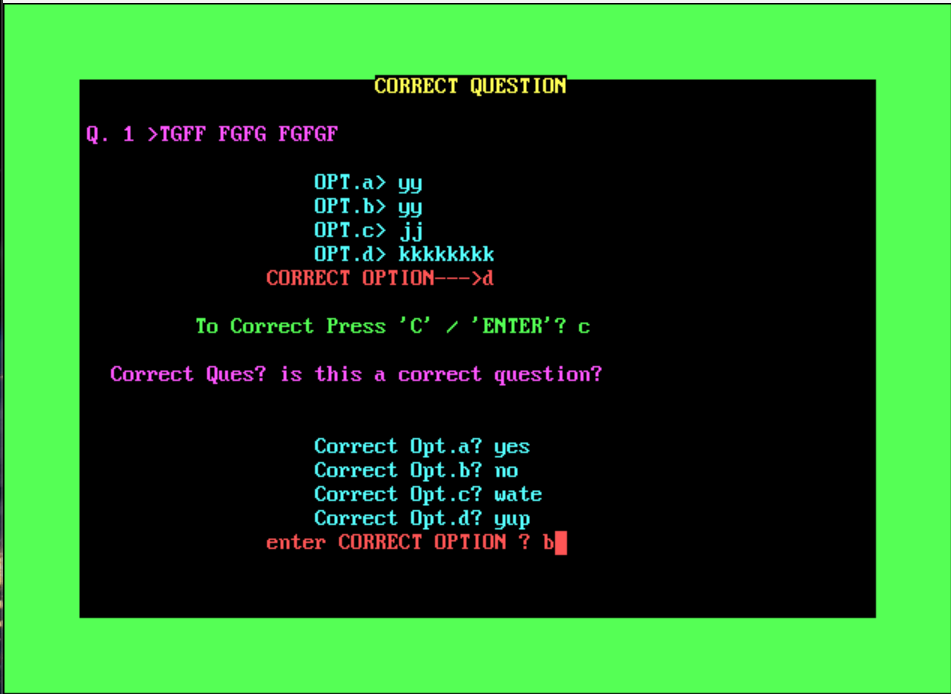 CORRECT QUESTION
Q. 1 >TGFF FGFG FGFGF
OPT.a> yy
OPT.b> yy
OPT.c> jj
OPT.d> kkkkkkkk
CORRECT OPTION--->d
To Correct Press 'C' / 'ENTER'? c
Correct Ques? is this a correct question?
Correct Opt.a? yes
Correct Opt.b? no
Correct Opt.c? wate
Correct Opt.d? yup
enter CORRECT OPTION ? b